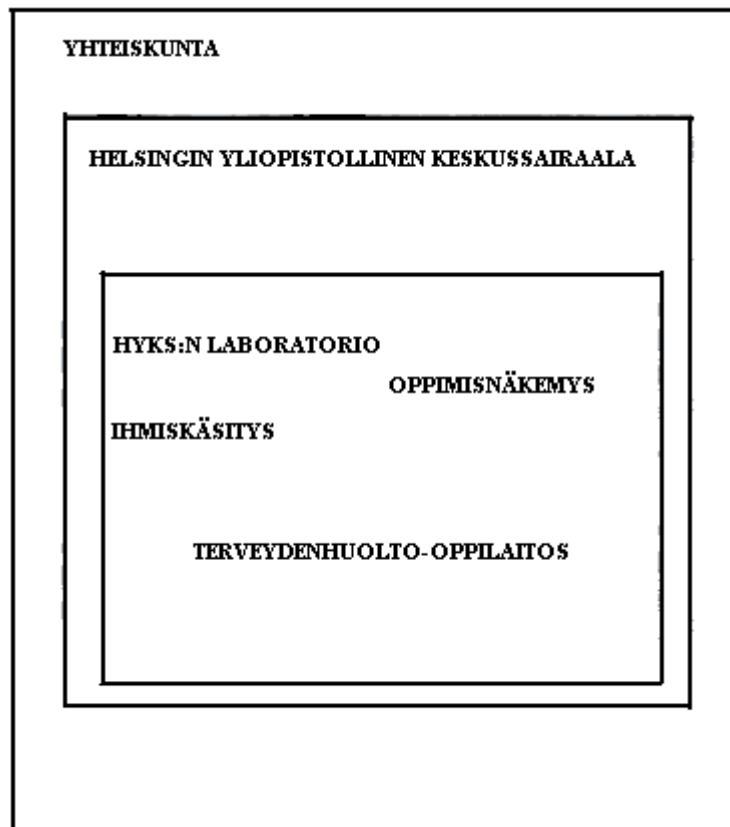 YHTEISKUNTA
HELSINGIN YLIOPISTOLLINEN KESKUSSAIRAALA
HYKS:N LABORATORIO
OPPIMISNÄKEMYS
IHMISKÄSITYS
TERVEYDENHUOLTO-OPPILAITOS